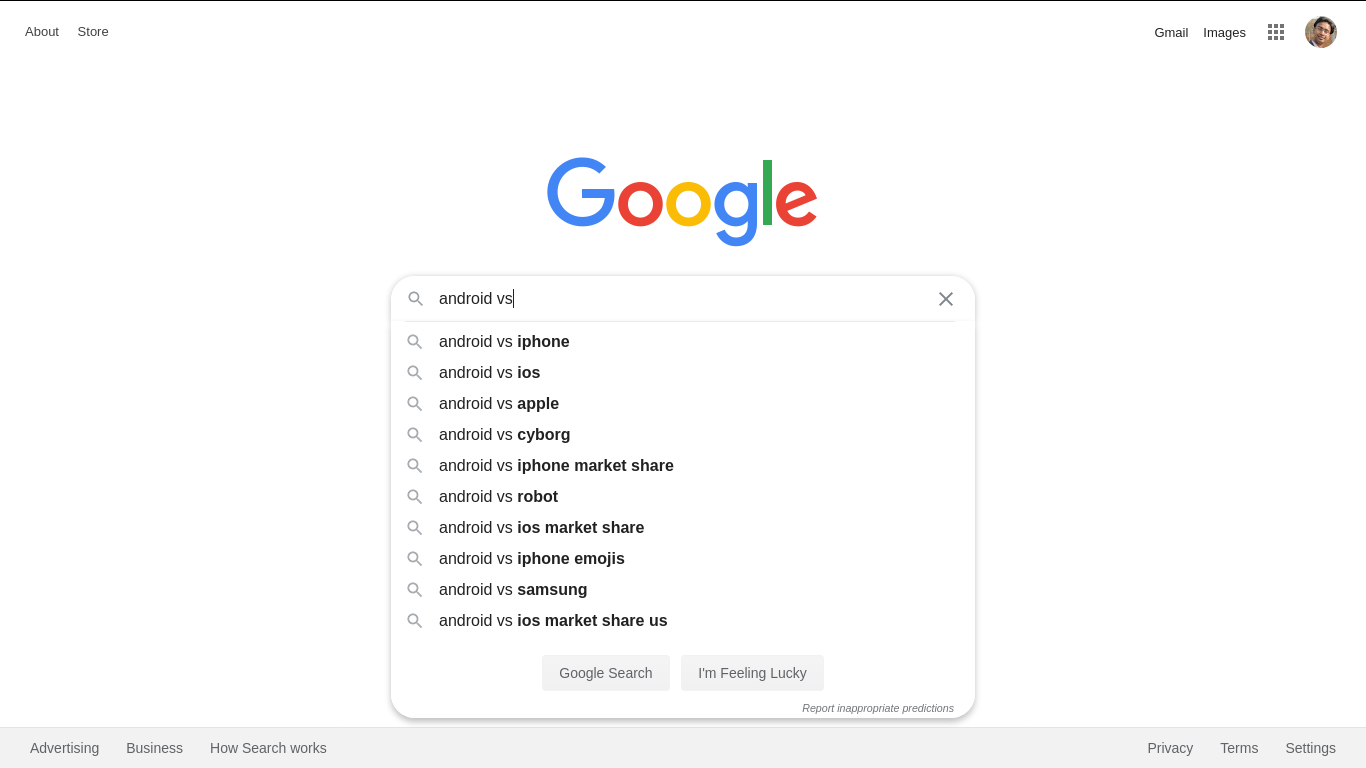 About Store
Gmail Images
Google
android vs
android vs iphone
android vs ios
android vs apple
android vs cyborg
android vs iphone market share
android vs robot
android vs ios market share
android vs iphone emojis
android vs samsung
android vs ios market share us
Google Search I'm Feeling Lucky
Report inappropriate predictions
Advertising Business How Search works
Privacy Terms Settings